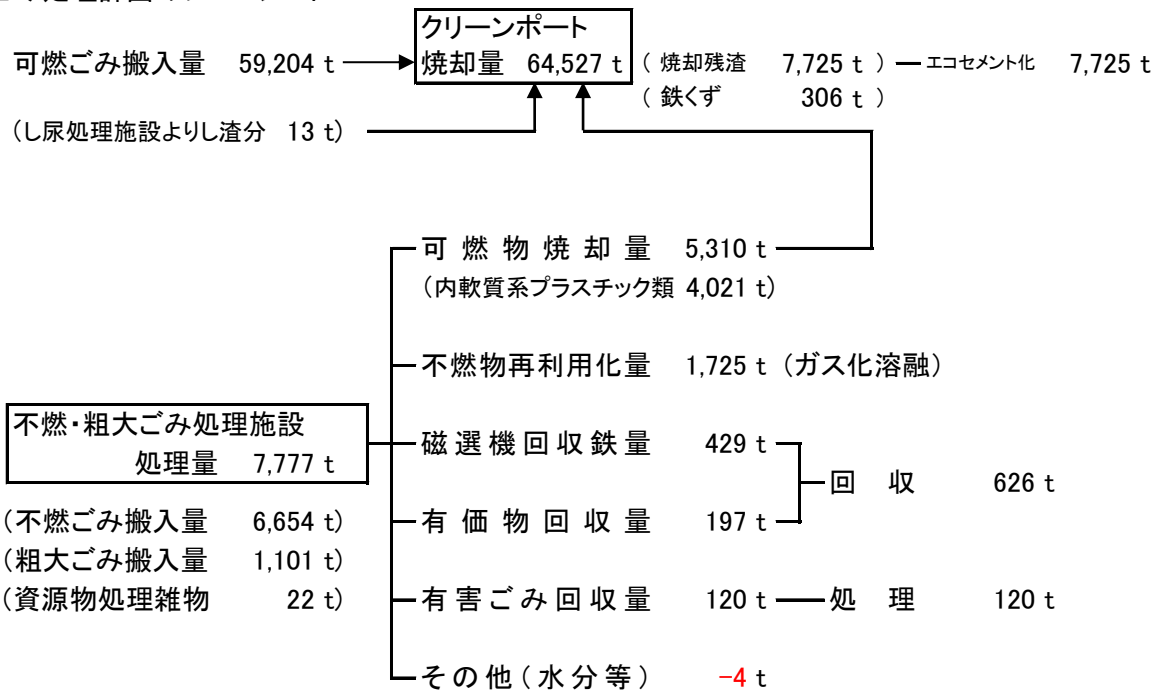 クリーンポート
可燃ごみ搬入量 59,204 t
焼却量 64,527 t
( 焼却残渣 7,725 t )
エコセメント化 7,725 t
( 鉄くず 306 t )
(し尿処理施設よりし渣分 13 t)
可燃物焼却量 5,310 t
(内軟質系プラスチック類 4,021 t)
不燃物再利用化量 1,725 t (ガス化溶融)
不燃・粗大ごみ処理施設
処理量 7,777 t
磁選機回収鉄量 429 t
回収 626 t
(不燃ごみ搬入量 6,654 t)
有価物回収量 197 t
(粗大ごみ搬入量 1,101 t)
(資源物処理雑物 22 t)
有害ごみ回収量 120 t
処理 120 t
その他(水分等) -4 t